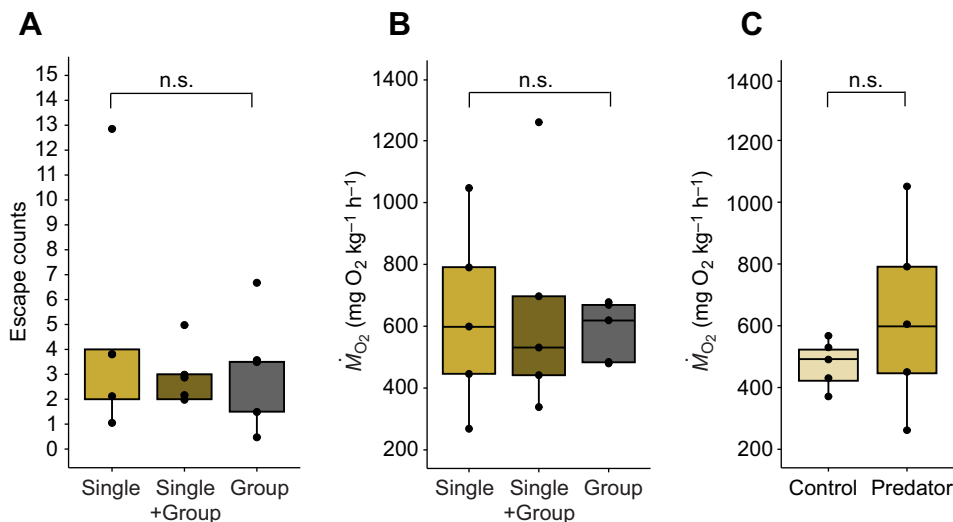 A
B
C
n.s.
n.s.
n.s.
Escape counts
15
14
13
12
11
10
9
8
7
6
5
4
3
2
1
0
Single
Single
+Group
Group
ṀO₂ (mg O₂ kg⁻¹ h⁻¹)
1400
1200
1000
800
600
400
200
Single
Single
+Group
Group
ṀO₂ (mg O₂ kg⁻¹ h⁻¹)
1400
1200
1000
800
600
400
200
Control
Predator